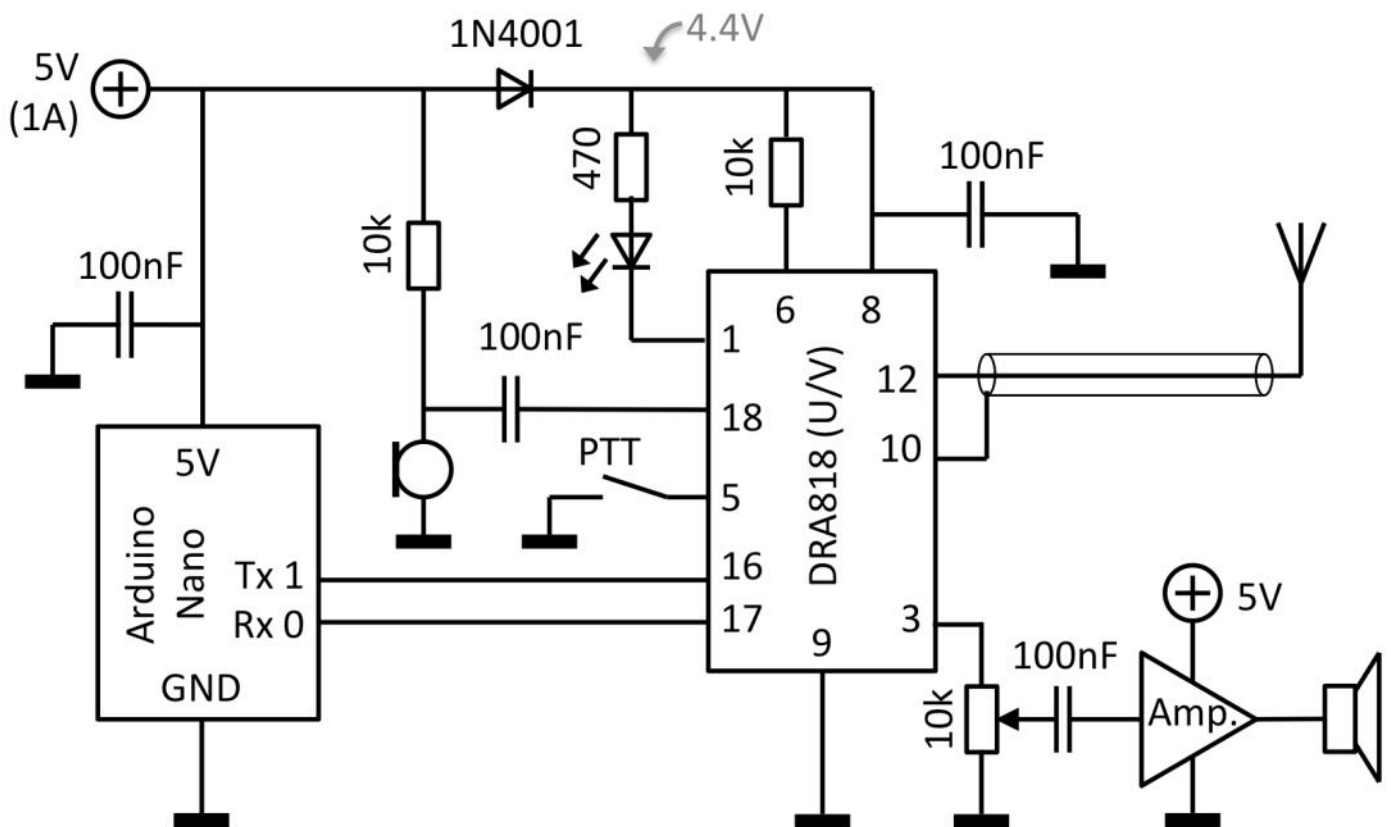 1N4001
4.4V
5V
(1A)
470
10k
100nF
10k
100nF
100nF
6
8
1
12
18
10
PTT
5
DRA818 (U/V)
5V
Arduino
Nano
Tx 1
16
Rx 0
17
3
5V
9
100nF
GND
10k
Amp.